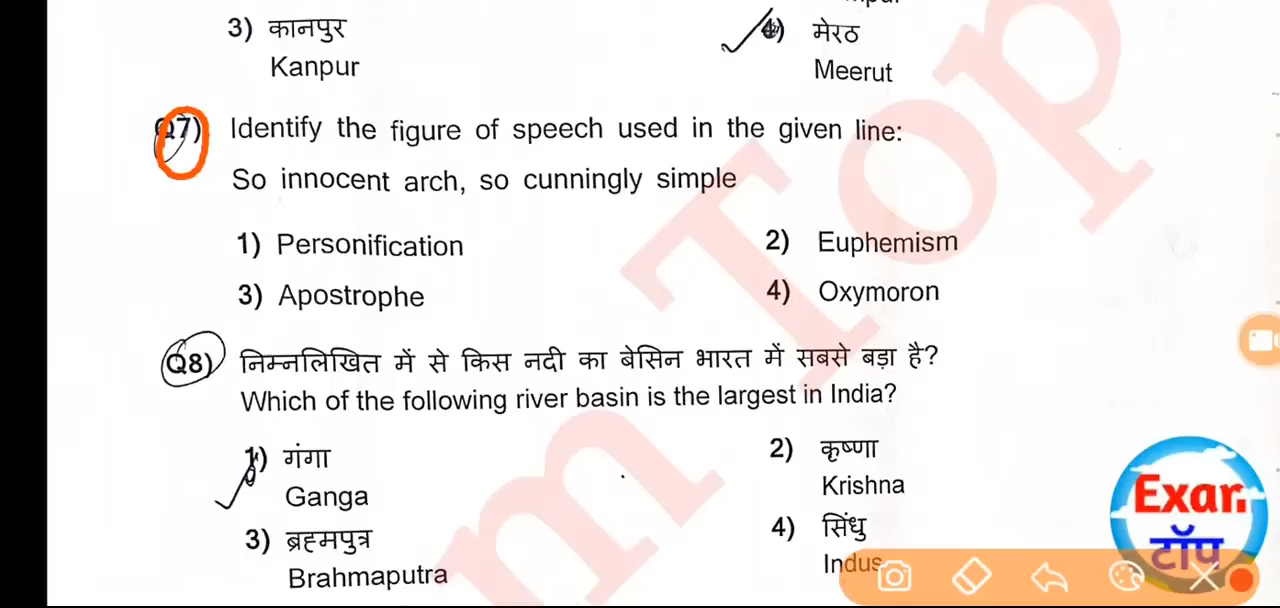 3) कानपुर 4) मेरठ
Kanpur Meerut
Q7) Identify the figure of speech used in the given line:
So innocent arch, so cunningly simple
1) Personification 2) Euphemism
3) Apostrophe 4) Oxymoron
Q8) निम्नलिखित में से किस नदी का बेसिन भारत में सबसे बड़ा है?
Which of the following river basin is the largest in India?
1) गंगा 2) कृष्णा
Ganga Krishna
3) ब्रह्मपुत्र 4) सिंधु
Brahmaputra Indus
m Top
Exam
टॉप